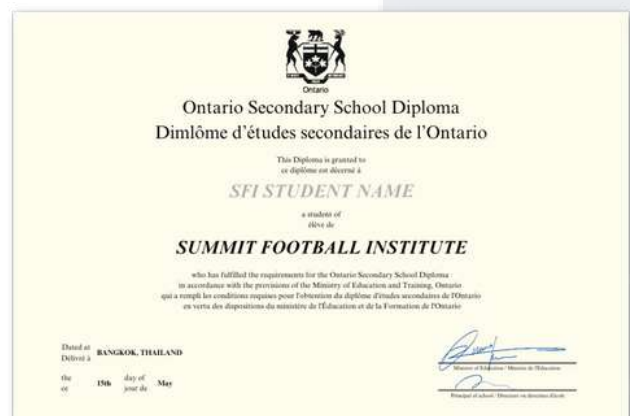 Ontario
Ontario Secondary School Diploma
Dimlôme d'études secondaires de l'Ontario
This Diploma is granted to
ce diplôme est décerné à
SFI STUDENT NAME
a student of
élève de
SUMMIT FOOTBALL INSTITUTE
who has fulfilled the requirements for the Ontario Secondary School Diploma
in accordance with the provisions of the Ministry of Education and Training, Ontario
qui a rempli les conditions requises pour l'obtention du diplôme d'études secondaires de l'Ontario
en vertu des dispositions du ministère de l'Éducation et de la Formation de l'Ontario
Dated at
Délivré à
BANGKOK, THAILAND
the
ce
15th
day of
jour de
May
Minister of Education / Ministre de l'Éducation
Principal of school / Directeur ou directrice d'école